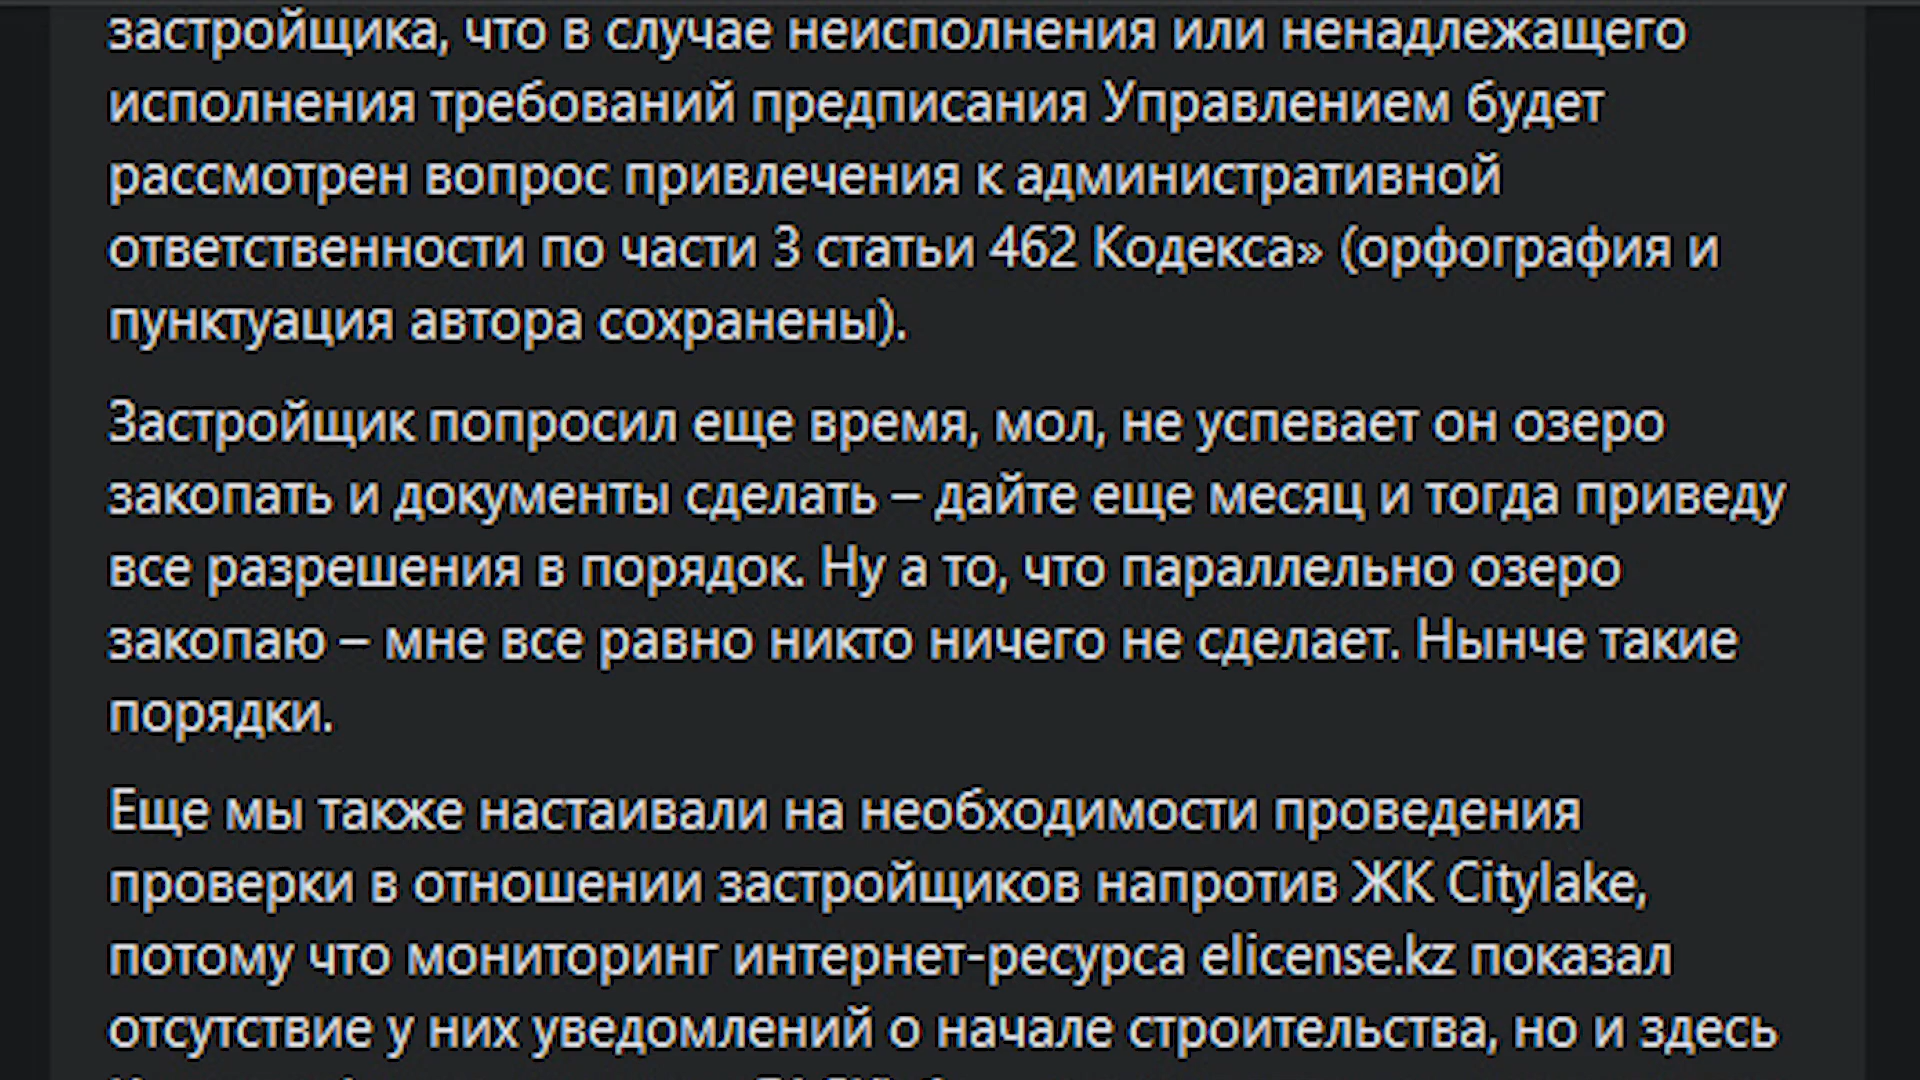 застройщика, что в случае неисполнения или ненадлежащего
исполнения требований предписания Управлением будет
рассмотрен вопрос привлечения к административной
ответственности по части 3 статьи 462 Кодекса» (орфография и
пунктуация автора сохранены).
Застройщик попросил еще время, мол, не успевает он озеро
закопать и документы сделать – дайте еще месяц и тогда приведу
все разрешения в порядок. Ну а то, что параллельно озеро
закопаю – мне все равно никто ничего не сделает. Нынче такие
порядки.
Еще мы также настаивали на необходимости проведения
проверки в отношении застройщиков напротив ЖК Citylake,
потому что мониторинг интернет-ресурса elicense.kz показал
отсутствие у них уведомлений о начале строительства, но и здесь